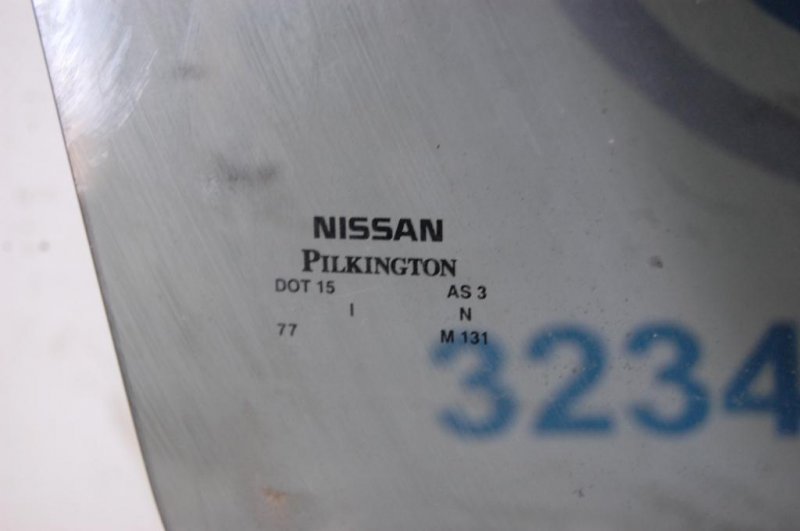 NISSAN
PILKINGTON
DOT 15 AS 3
I N
77 M 131
3234